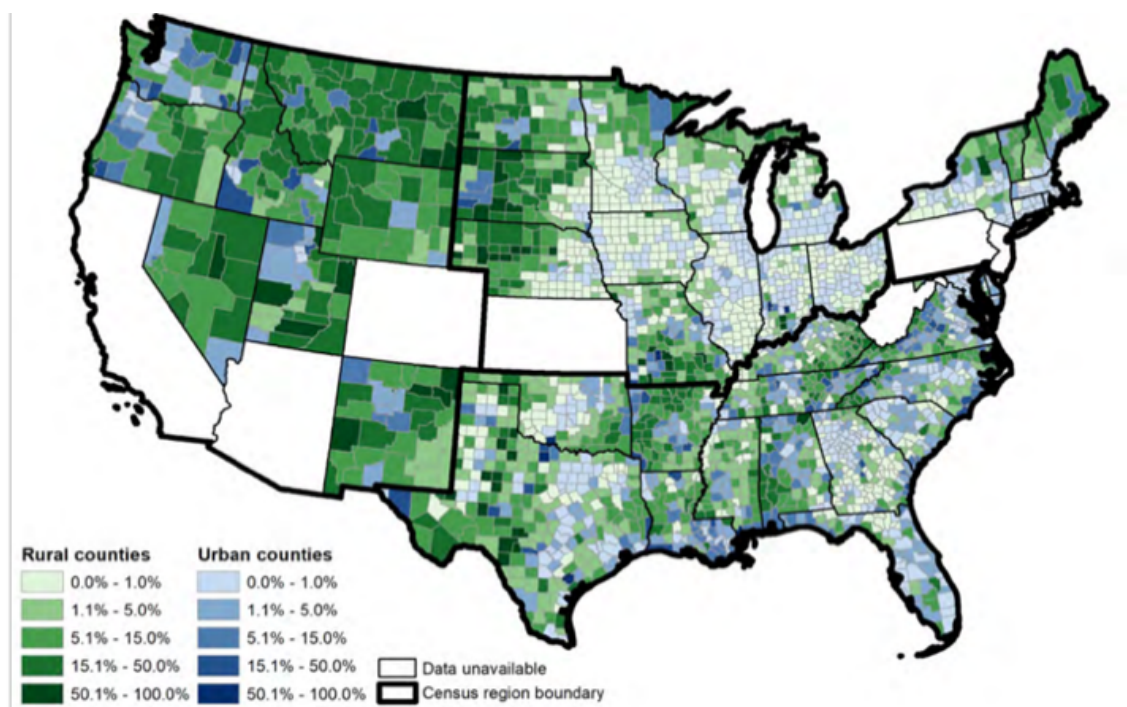 Rural counties
0.0% - 1.0%
1.1% - 5.0%
5.1% - 15.0%
15.1% - 50.0%
50.1% - 100.0%
Urban counties
0.0% - 1.0%
1.1% - 5.0%
5.1% - 15.0%
15.1% - 50.0%
50.1% - 100.0%
Data unavailable
Census region boundary